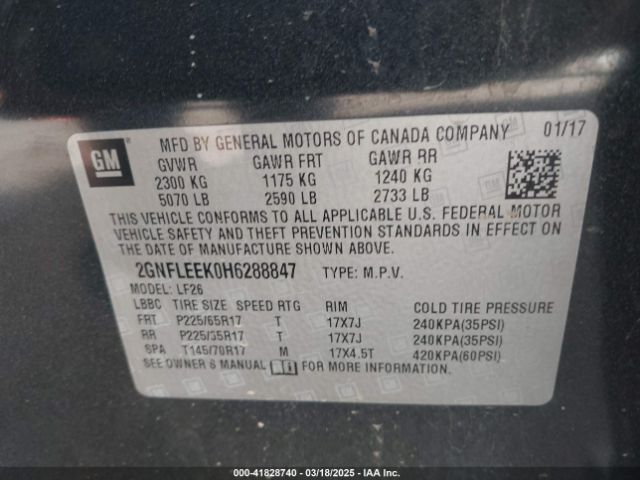 GM
MFD BY GENERAL MOTORS OF CANADA COMPANY 01/17
GVWR GAWR FRT GAWR RR
2300 KG 1175 KG 1240 KG
5070 LB 2590 LB 2733 LB
THIS VEHICLE CONFORMS TO ALL APPLICABLE U.S. FEDERAL MOTOR
VEHICLE SAFETY AND THEFT PREVENTION STANDARDS IN EFFECT ON
THE DATE OF MANUFACTURE SHOWN ABOVE.
2GNFLEEK0H6288847 TYPE: M.P.V.
MODEL: LF26
LBBC TIRE SIZE SPEED RTG RIM COLD TIRE PRESSURE
FRT P225/65R17 T 17X7J 240KPA(35PSI)
RR P225/65R17 T 17X7J 240KPA(35PSI)
SPA T145/70R17 M 17X4.5T 420KPA(60PSI)
SEE OWNER S MANUAL FOR MORE INFORMATION
000-41828740 — 03/18/2025 — IAA Inc.